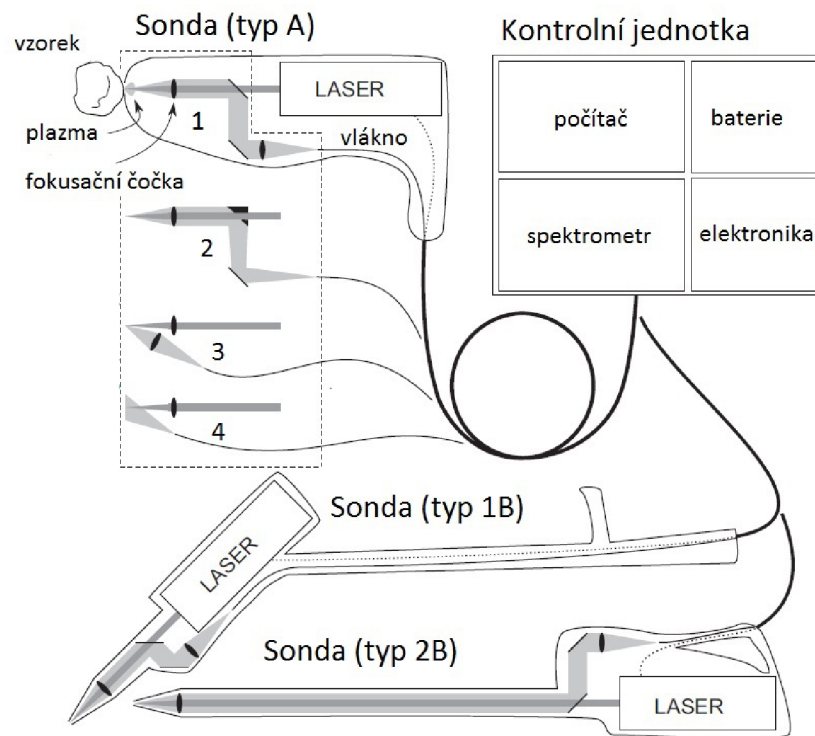 Sonda (typ A)
Kontrolní jednotka
vzorek
LASER
1
plazma
vlákno
fokusační čočka
počítač
baterie
spektrometr
elektronika
2
3
4
Sonda (typ 1B)
LASER
Sonda (typ 2B)
LASER